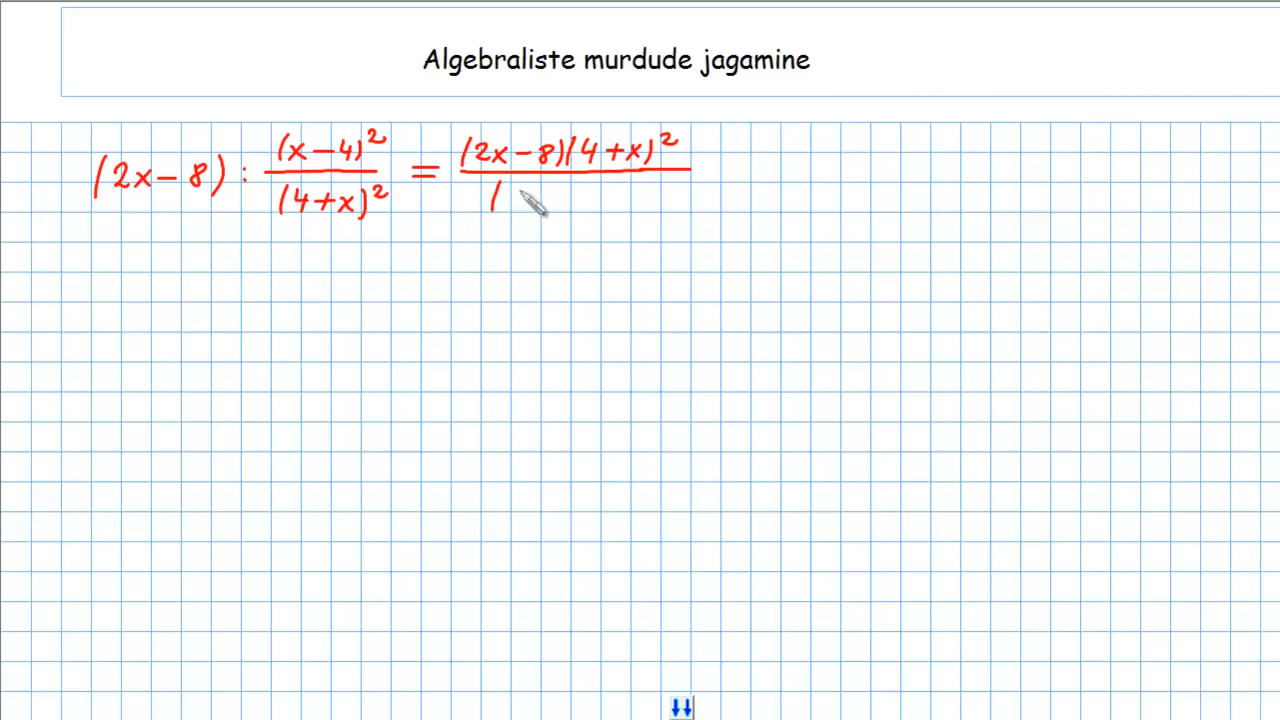 Algebraliste murdude jagamine
(2x-8) : (x-4)²/(4+x)² = (2x-8)(4+x)²/(